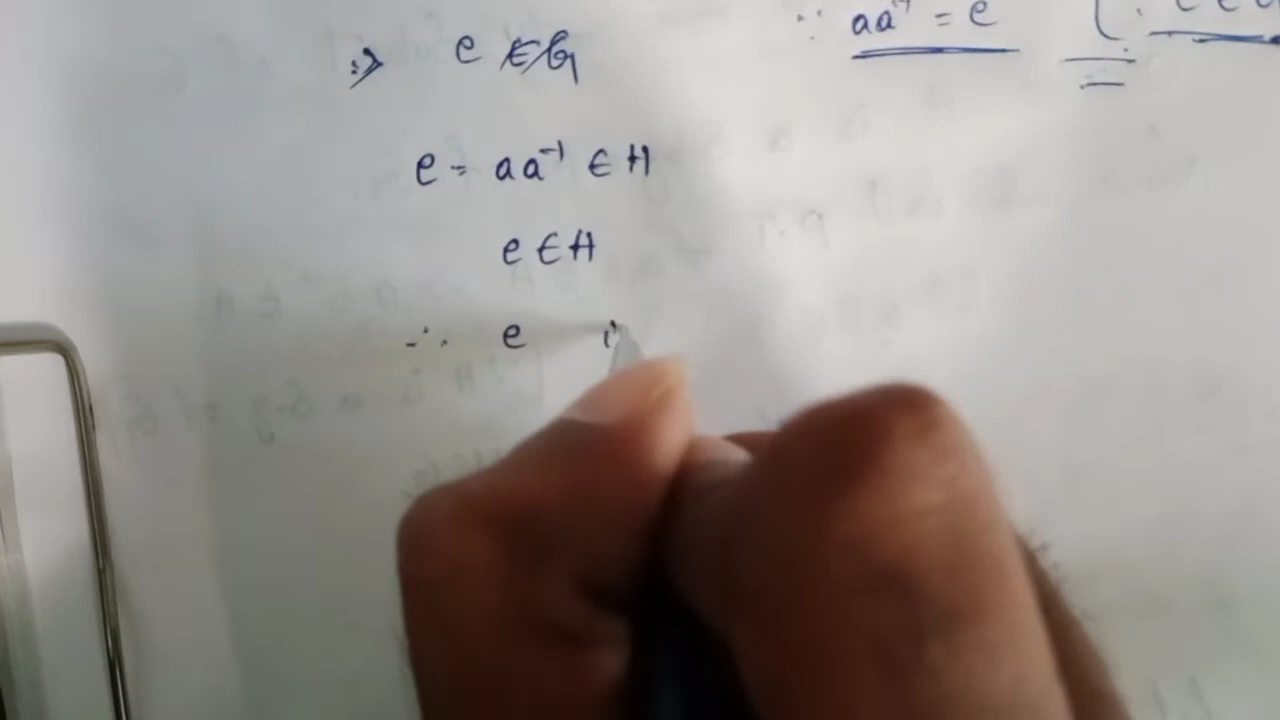 ⇒ e ∈ G ∵ aa⁻¹ = e
e = aa⁻¹ ∈ H
e ∈ H
∴ e i